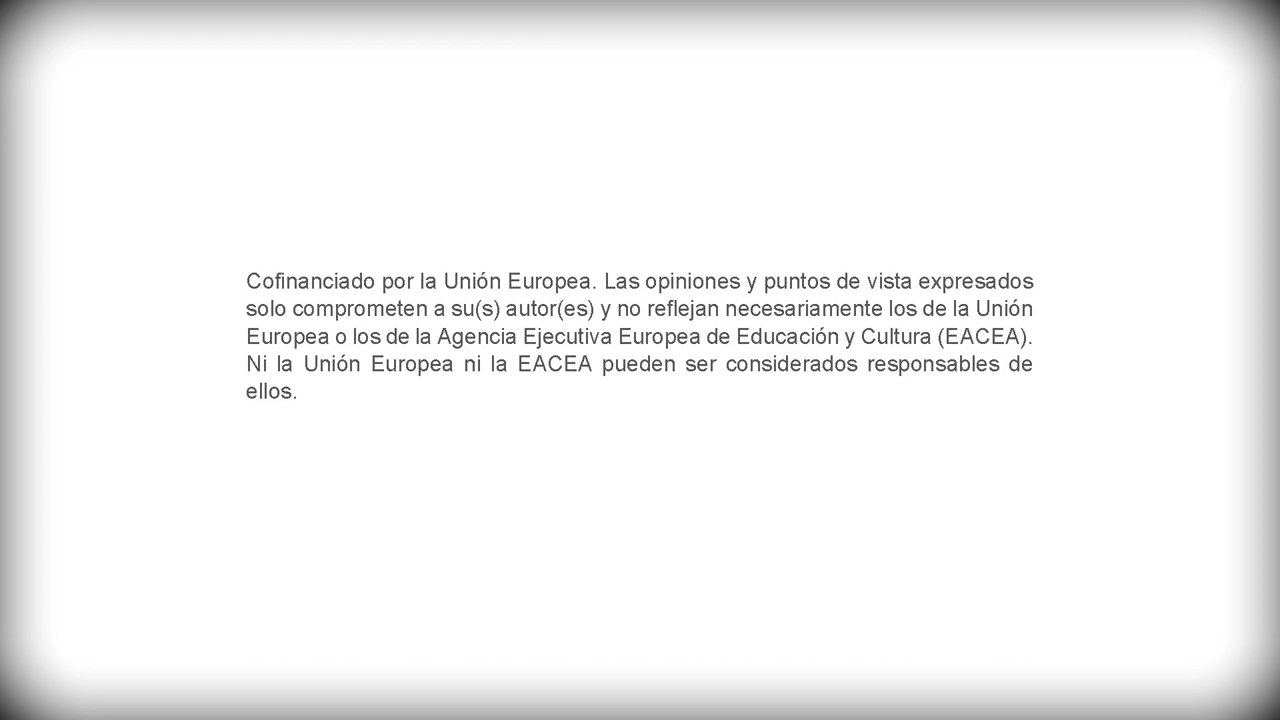 Cofinanciado por la Unión Europea. Las opiniones y puntos de vista expresados
solo comprometen a su(s) autor(es) y no reflejan necesariamente los de la Unión
Europea o los de la Agencia Ejecutiva Europea de Educación y Cultura (EACEA).
Ni la Unión Europea ni la EACEA pueden ser considerados responsables de
ellos.